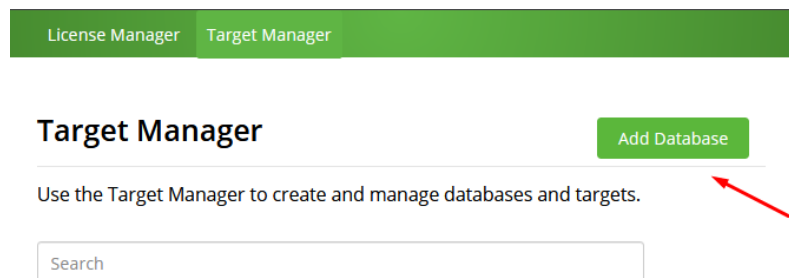 License Manager Target Manager
Target Manager
Add Database
Use the Target Manager to create and manage databases and targets.
Search